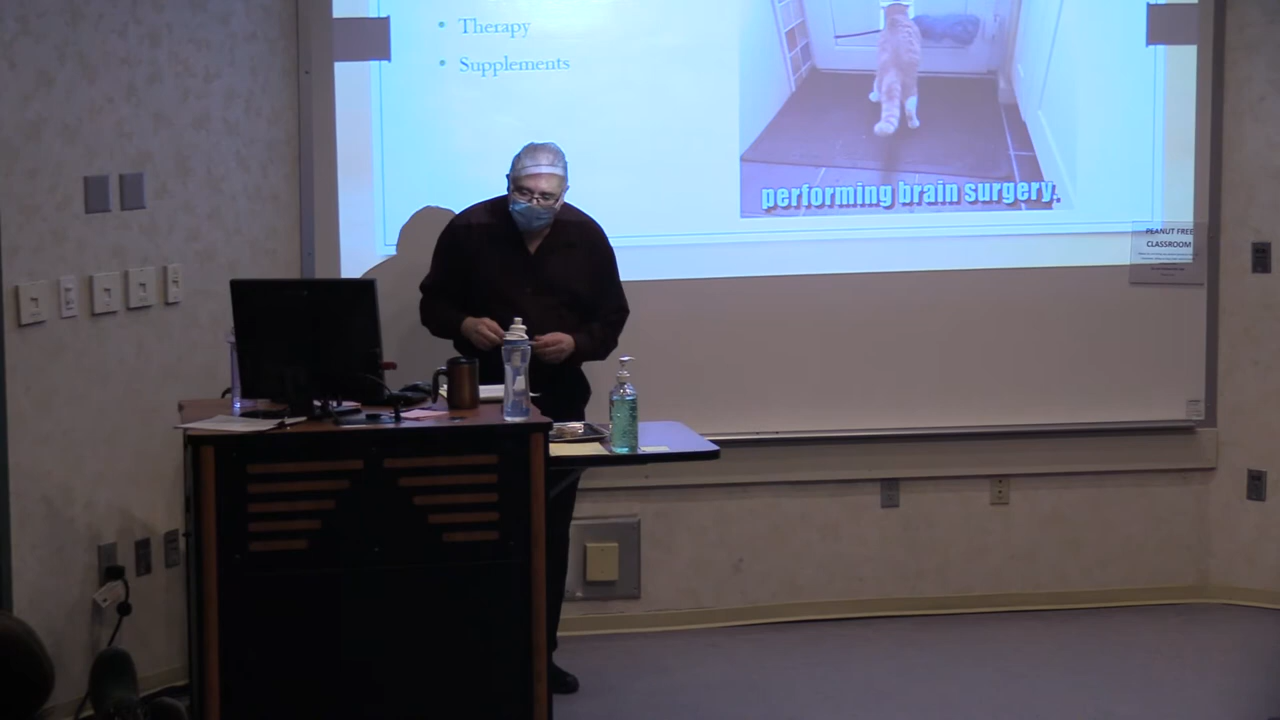 • Therapy
• Supplements
performing brain surgery.
PEANUT FREE
CLASSROOM